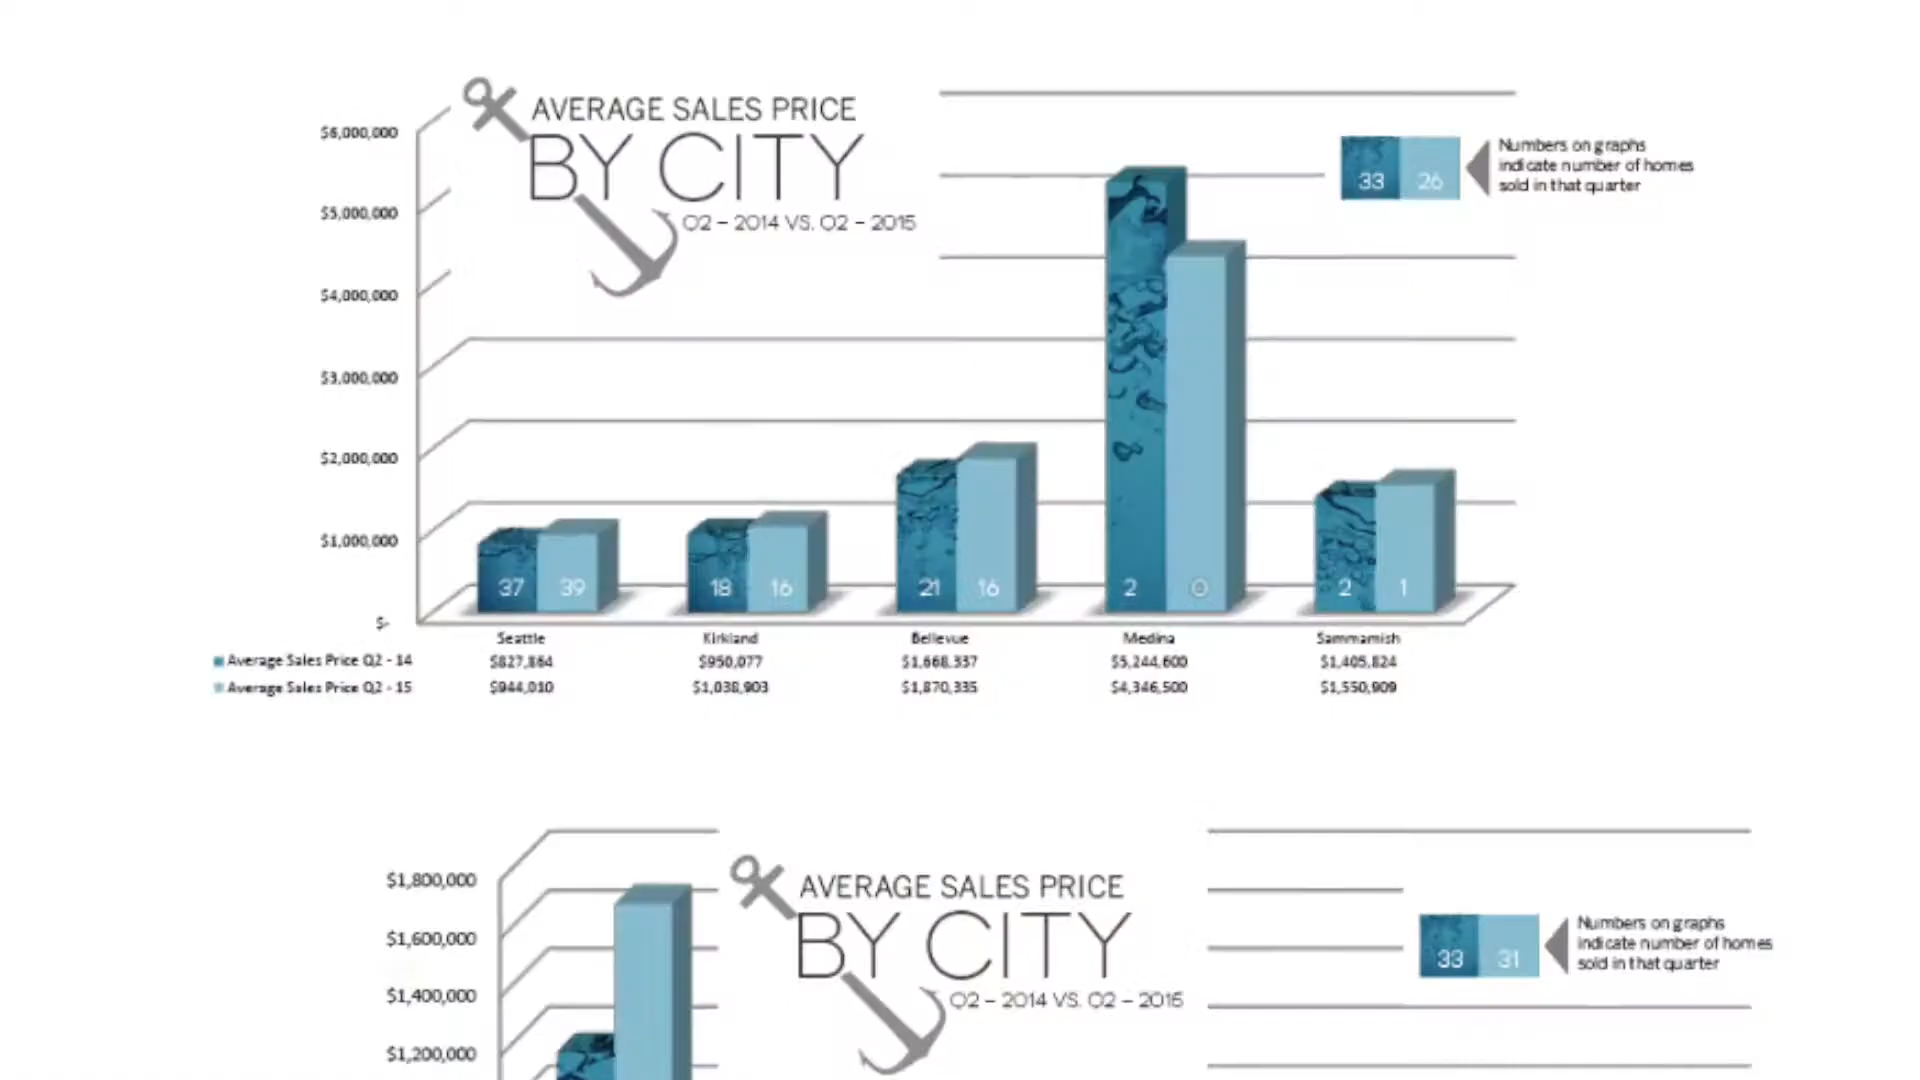 AVERAGE SALES PRICE
BY CITY
Q2 – 2014 VS. Q2 – 2015
$6,000,000
$5,000,000
$4,000,000
$3,000,000
$2,000,000
$1,000,000
$-
33 26
Numbers on graphs
indicate number of homes
sold in that quarter
37 39 18 16 21 16 2 0 2 1
Seattle Kirkland Bellevue Medina Sammamish
Average Sales Price Q2 - 14 $827,864 $950,077 $1,668,337 $5,244,600 $1,405,824
Average Sales Price Q2 - 15 $944,010 $1,038,903 $1,870,335 $4,346,500 $1,550,909
AVERAGE SALES PRICE
BY CITY
Q2 – 2014 VS. Q2 – 2015
$1,800,000
$1,600,000
$1,400,000
$1,200,000
33 31
Numbers on graphs
indicate number of homes
sold in that quarter